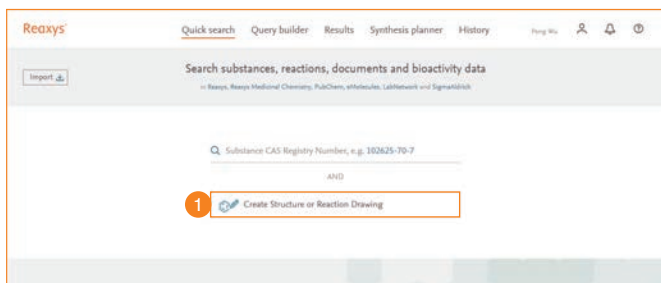 Reaxys
Quick search Query builder Results Synthesis planner History
Import
Search substances, reactions, documents and bioactivity data
in Reaxys, Reaxys Medicinal Chemistry, PubChem, eMolecules, LabNetwork and SigmaAldrich
Substance CAS Registry Number, e.g. 102625-70-7
AND
1 Create Structure or Reaction Drawing